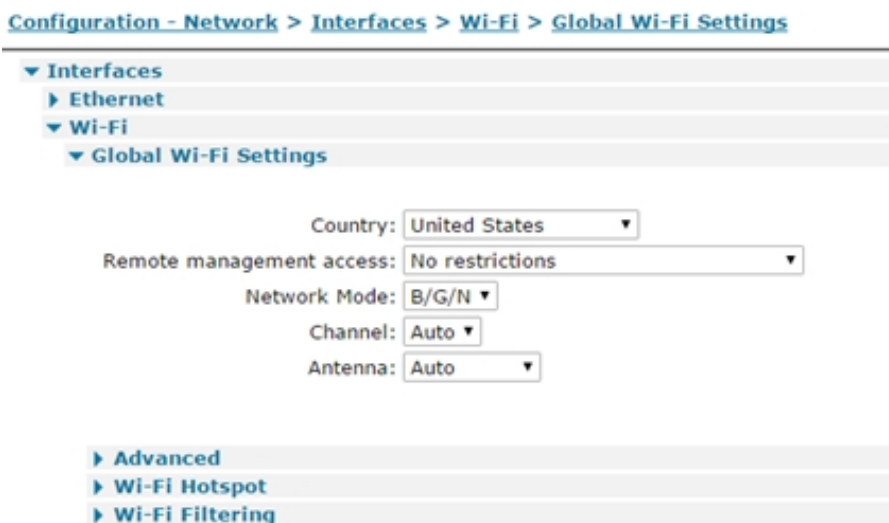 Configuration - Network > Interfaces > Wi-Fi > Global Wi-Fi Settings
Interfaces
Ethernet
Wi-Fi
Global Wi-Fi Settings
Country: United States
Remote management access: No restrictions
Network Mode: B/G/N
Channel: Auto
Antenna: Auto
Advanced
Wi-Fi Hotspot
Wi-Fi Filtering